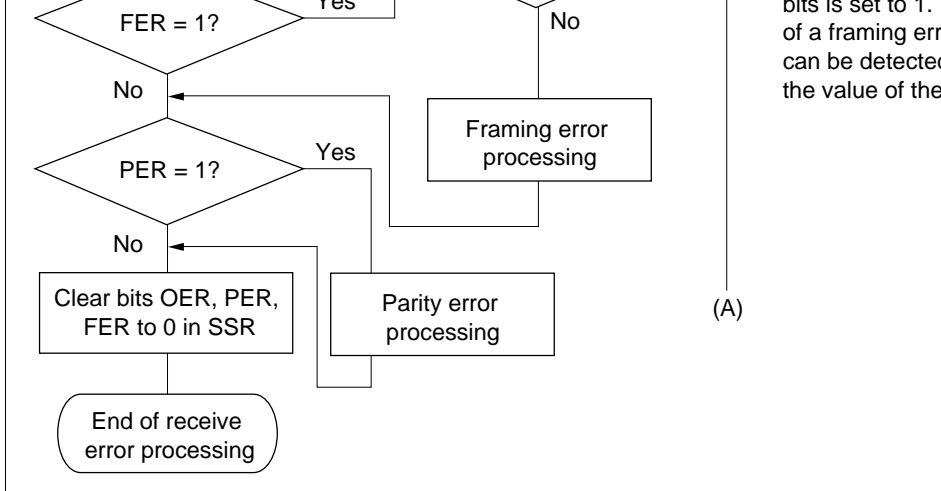 Yes
FER = 1?
No
bits is set to 1.
of a framing
can be detected
the value of the
No
Framing error
processing
Yes
PER = 1?
No
Clear bits OER, PER,
FER to 0 in SSR
Parity error
processing
(A)
End of receive
error processing